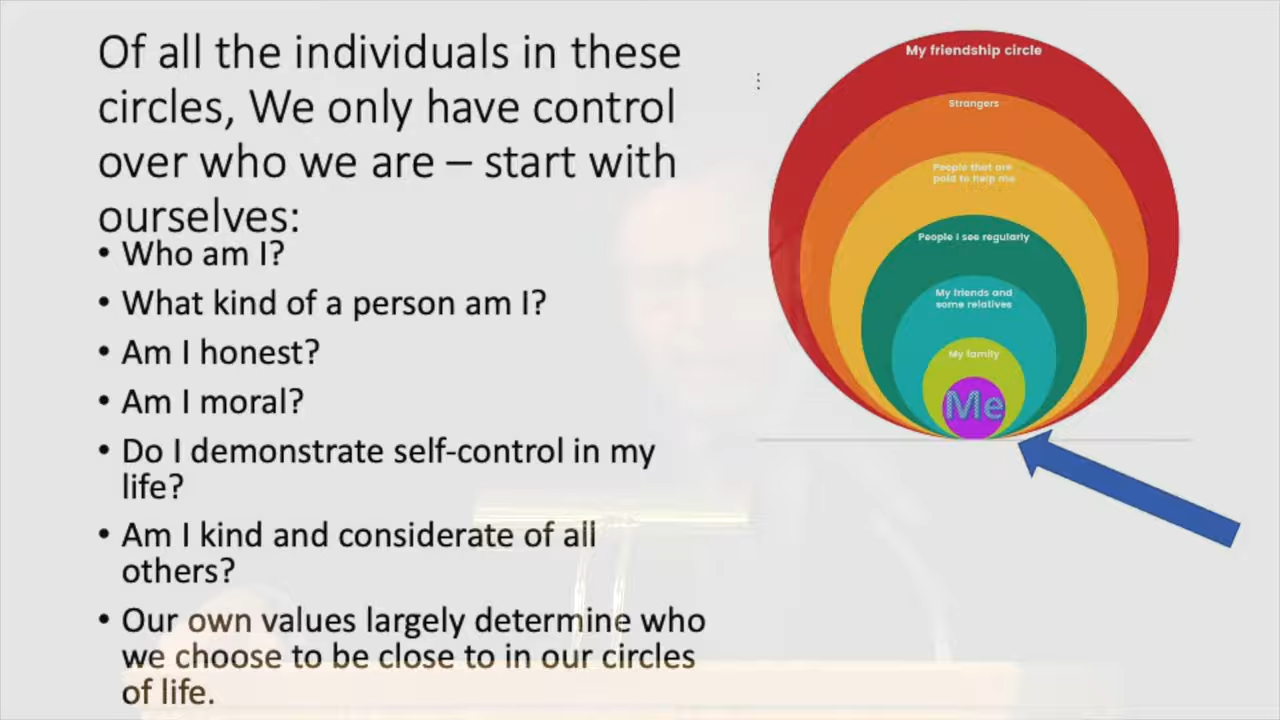 Of all the individuals in these
circles, We only have control
over who we are – start with
ourselves:
• Who am I?
• What kind of a person am I?
• Am I honest?
• Am I moral?
• Do I demonstrate self-control in my
life?
• Am I kind and considerate of all
others?
• Our own values largely determine who
we choose to be close to in our circles
of life.
My friendship circle
Strangers
People that are
paid to help me
People I see regularly
My friends and
some relatives
My family
Me